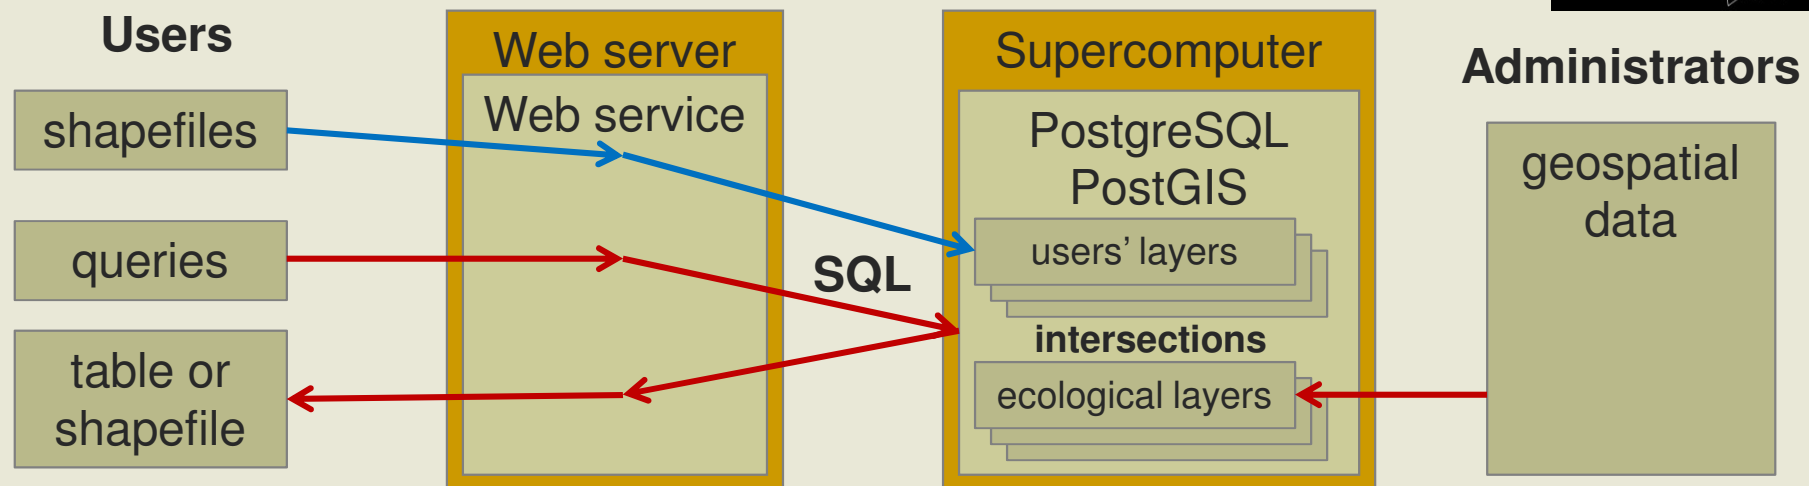 Users
shapefiles
queries
table or
shapefile
Web server
Web service
SQL
Supercomputer
PostgreSQL
PostGIS
users’ layers
intersections
ecological layers
Administrators
geospatial
data